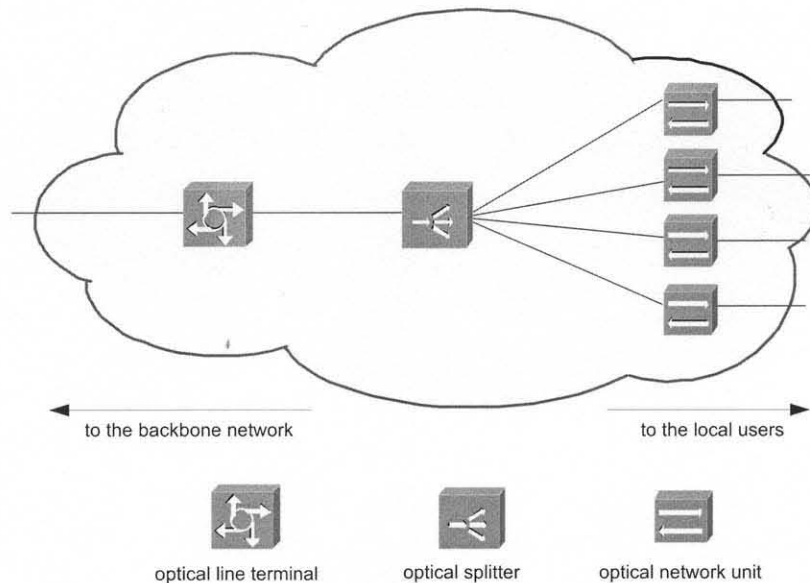 to the backbone network
to the local users
optical line terminal
optical splitter
optical network unit